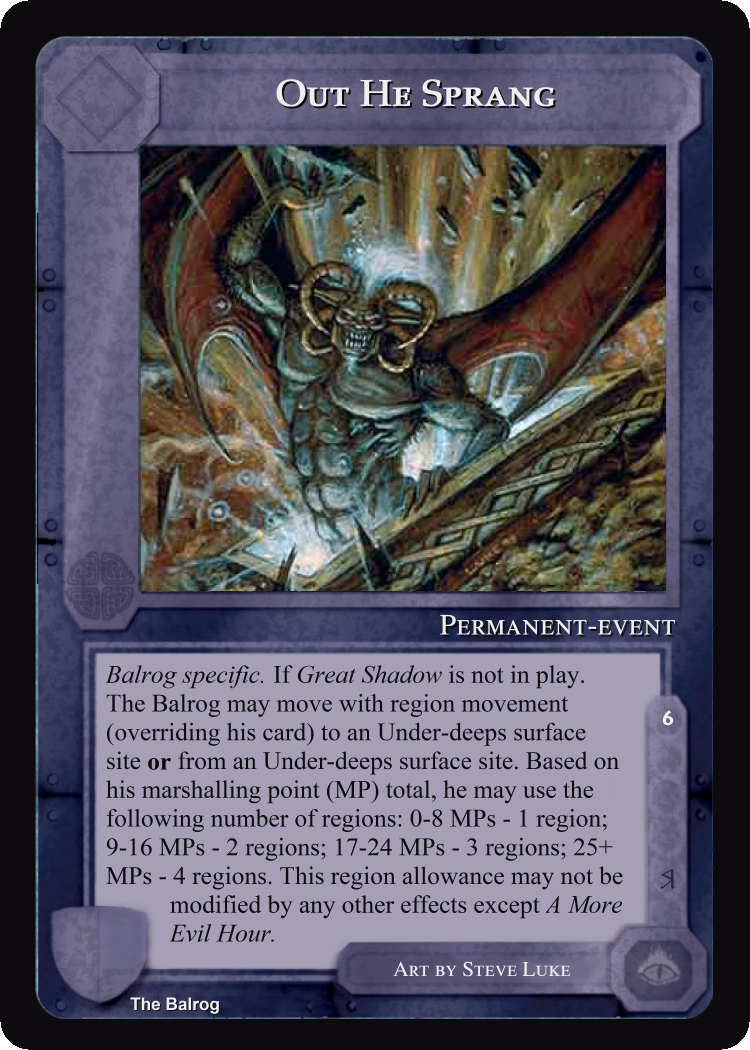 Out He Sprang
Permanent-event
Balrog specific. If Great Shadow is not in play.
The Balrog may move with region movement
(overriding his card) to an Under-deeps surface
site or from an Under-deeps surface site. Based on
his marshalling point (MP) total, he may use the
following number of regions: 0-8 MPs - 1 region;
9-16 MPs - 2 regions; 17-24 MPs - 3 regions; 25+
MPs - 4 regions. This region allowance may not be
modified by any other effects except A More
Evil Hour.
6
Art by Steve Luke
The Balrog